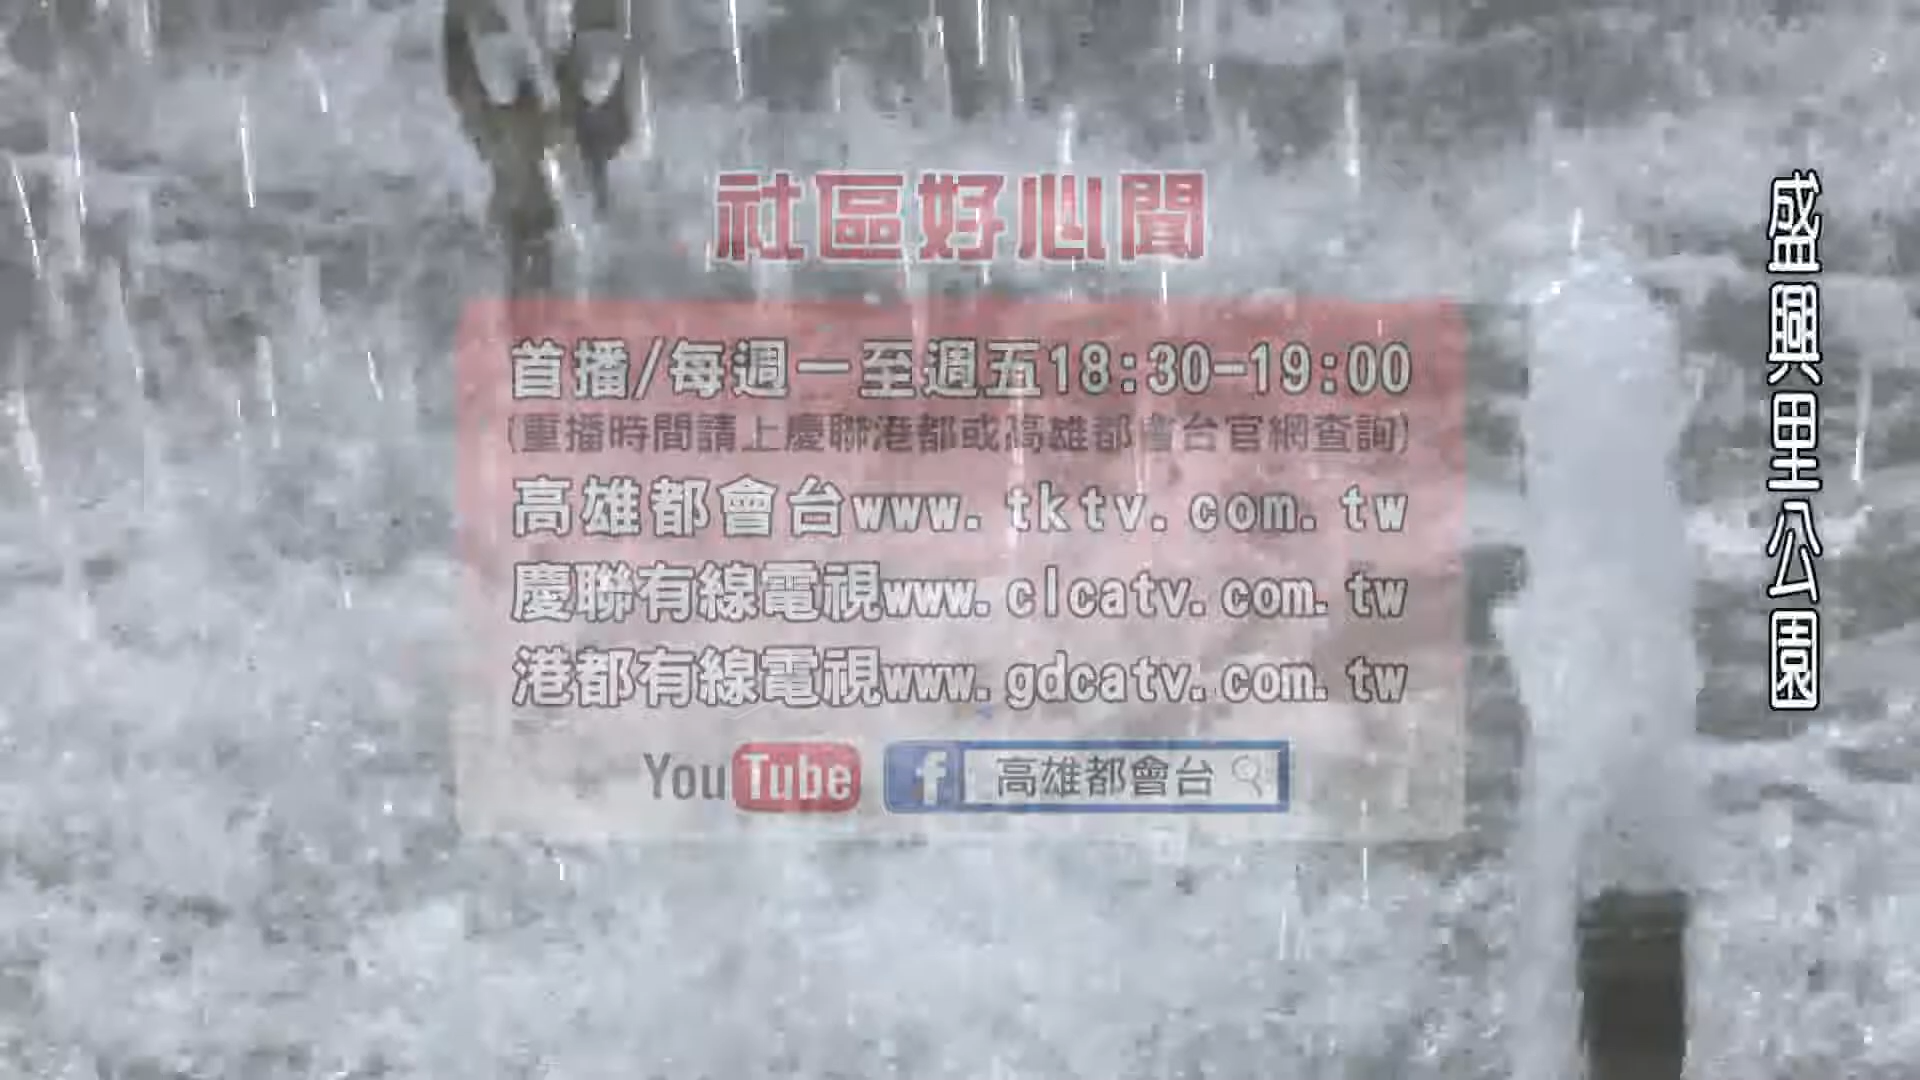 社區好心聞
首播/每週一至週五18:30-19:00
(重播時間請上慶聯港都或高雄都會台官網查詢)
高雄都會台www.tktv.com.tw
慶聯有線電視www.clcatv.com.tw
港都有線電視www.gdcatv.com.tw
YouTube f 高雄都會台
盛興里公園